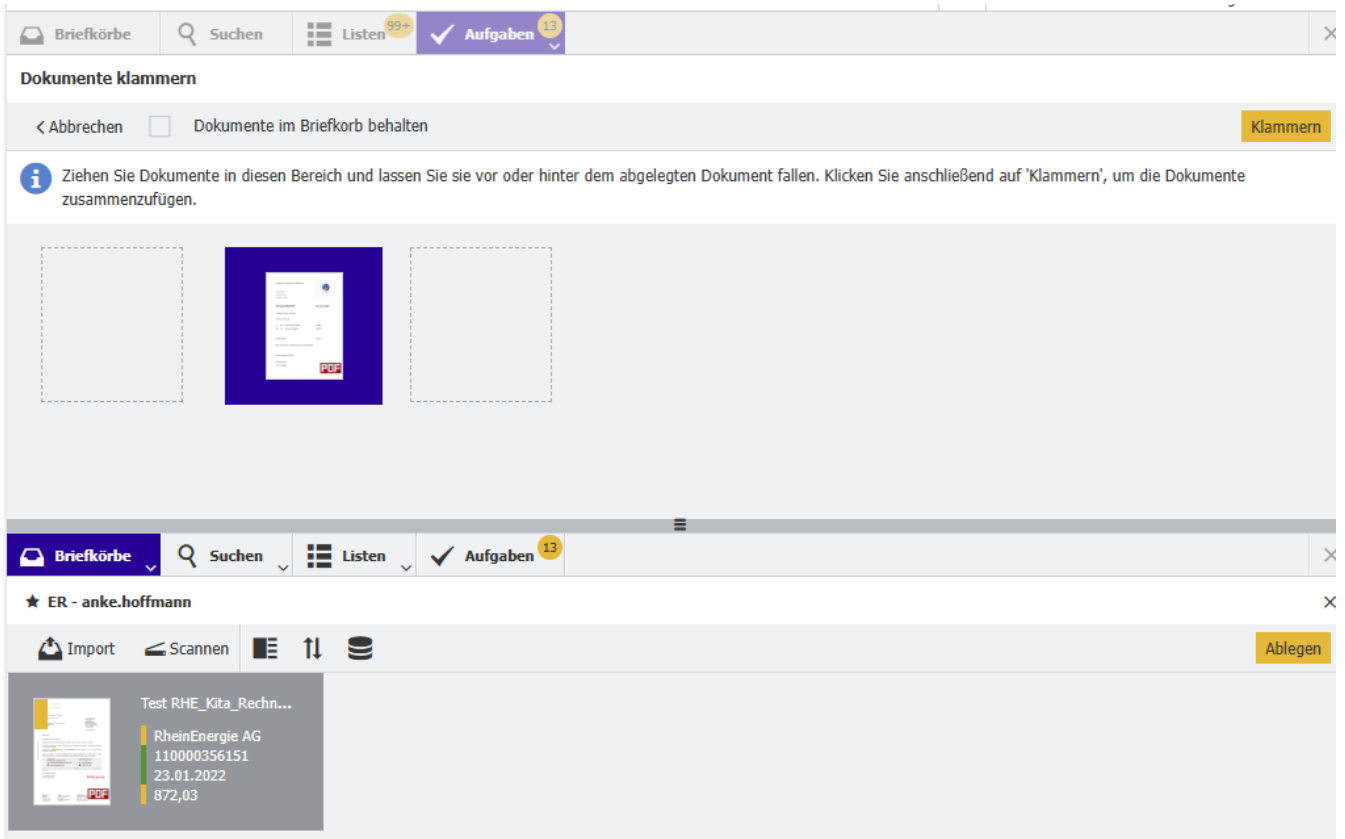 Briefkörbe
Suchen
Listen 99+
Aufgaben 13
Dokumente klammern
Abbrechen Dokumente im Briefkorb behalten Klammern
Ziehen Sie Dokumente in diesen Bereich und lassen Sie sie vor oder hinter dem abgelegten Dokument fallen. Klicken Sie anschließend auf 'Klammern', um die Dokumente
zusammenzufügen.
PDF
Briefkörbe
Suchen
Listen
Aufgaben 13
ER - anke.hoffmann
Import Scannen Ablegen
Test RHE_Kita_Rechn...
RheinEnergie AG
110000356151
23.01.2022
872,03
PDF